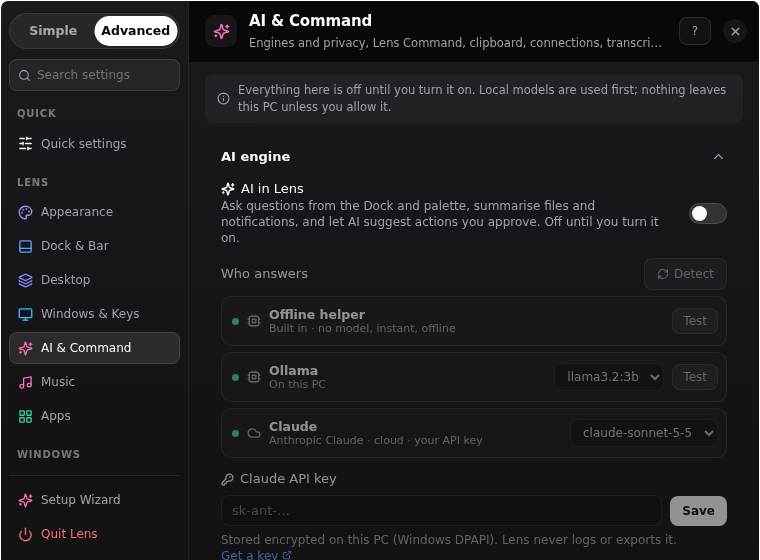 Simple
Advanced
Search settings
QUICK
Quick settings
LENS
Appearance
Dock & Bar
Desktop
Windows & Keys
AI & Command
Music
Apps
WINDOWS
Setup Wizard
Quit Lens
AI & Command
Engines and privacy, Lens Command, clipboard, connections, transcri...
?
Everything here is off until you turn it on. Local models are used first; nothing leaves
this PC unless you allow it.
AI engine
AI in Lens
Ask questions from the Dock and palette, summarise files and
notifications, and let AI suggest actions you approve. Off until you turn it
on.
Who answers
Detect
Offline helper
Built in · no model, instant, offline
Test
Ollama
On this PC
llama3.2:3b
Test
Claude
Anthropic Claude · cloud · your API key
claude-sonnet-5-5
Claude API key
sk-ant-...
Save
Stored encrypted on this PC (Windows DPAPI). Lens never logs or exports it.
Get a key